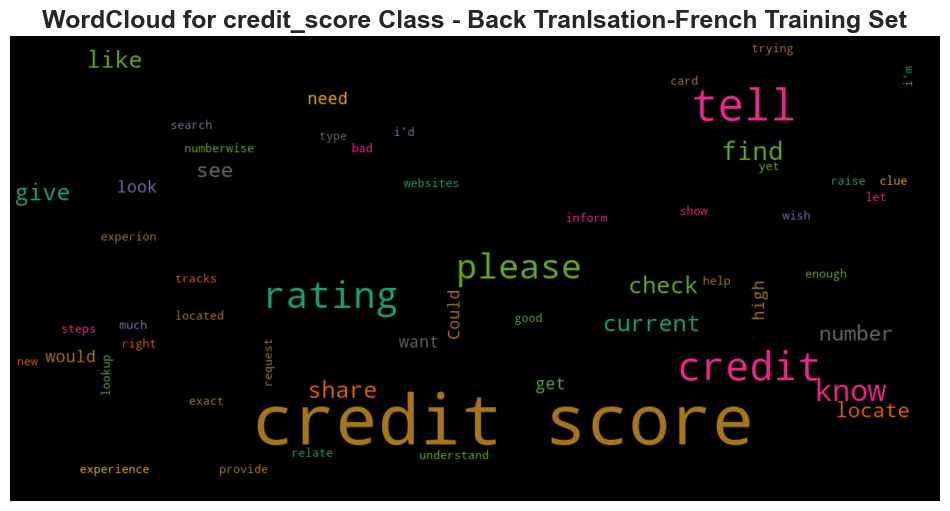 WordCloud for credit_score Class - Back Tranlsation-French Training Set
trying
like
i'm
card
need
tell
search
type
i'd
numberwise
bad
find
see
yet
look
websites
raise
clue
give
let
inform
show
wish
experion
please
tracks
check
help
enough
rating
high
Could
located
good
current
steps
much
number
right
want
new
would
lookup
request
credit
get
share
know
exact
locate
credit score
relate
understand
experience
provide